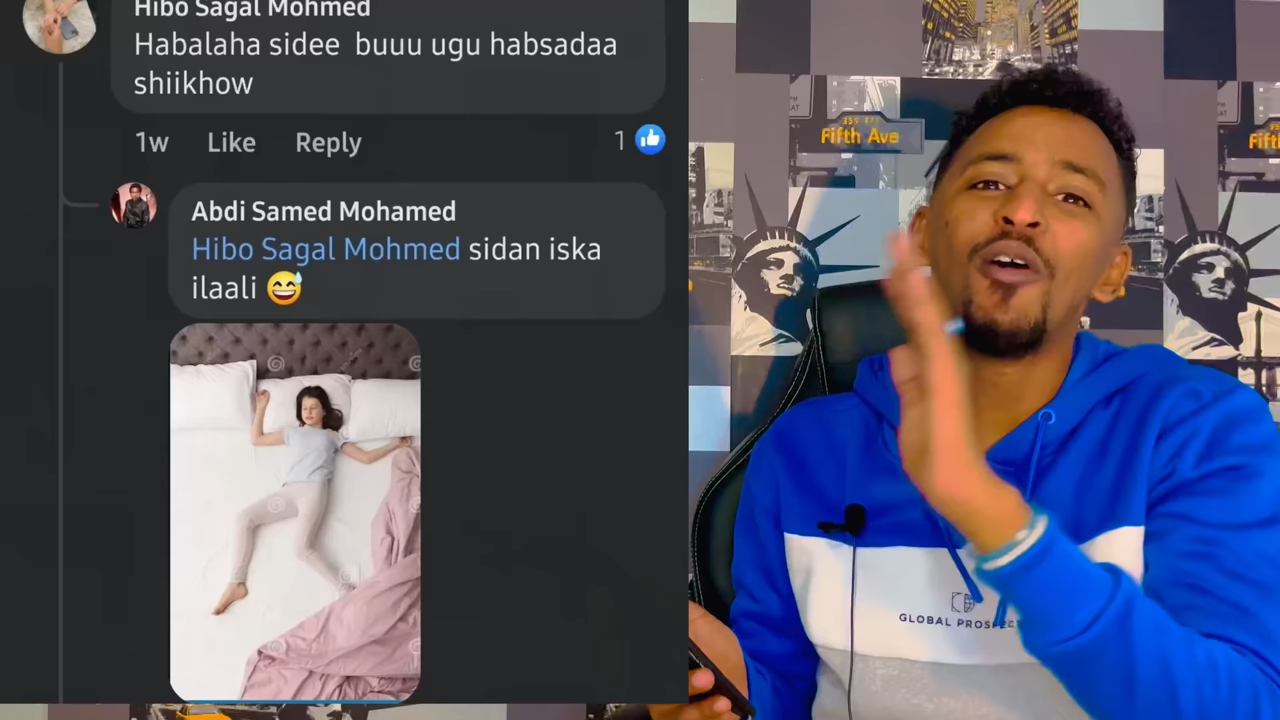 Hibo Sagal Mohmed
Habalaha sidee buuu ugu habsadaa
shiikhow
1w Like Reply 1
Abdi Samed Mohamed
Hibo Sagal Mohmed sidan iska
ilaali 😅
Fifth Ave
GLOBAL